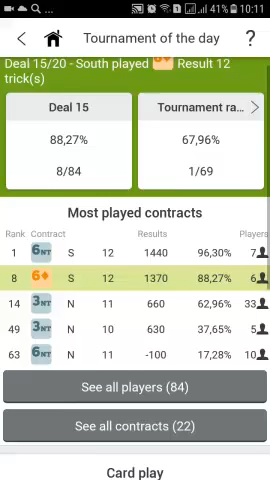 41% 10:11
Tournament of the day ?
Deal 15/20 - South played 6♦ Result 12
trick(s)
Deal 15
Tournament ra...
88,27%
67,96%
8/84
1/69
Most played contracts
Rank Contract Results Players
1 6NT S 12 1440 96,30% 7
8 6♦ S 12 1370 88,27% 6
14 3NT N 11 660 62,96% 33
49 3NT N 10 630 37,65% 5
63 6NT N 11 -100 17,28% 10
See all players (84)
See all contracts (22)
Card play